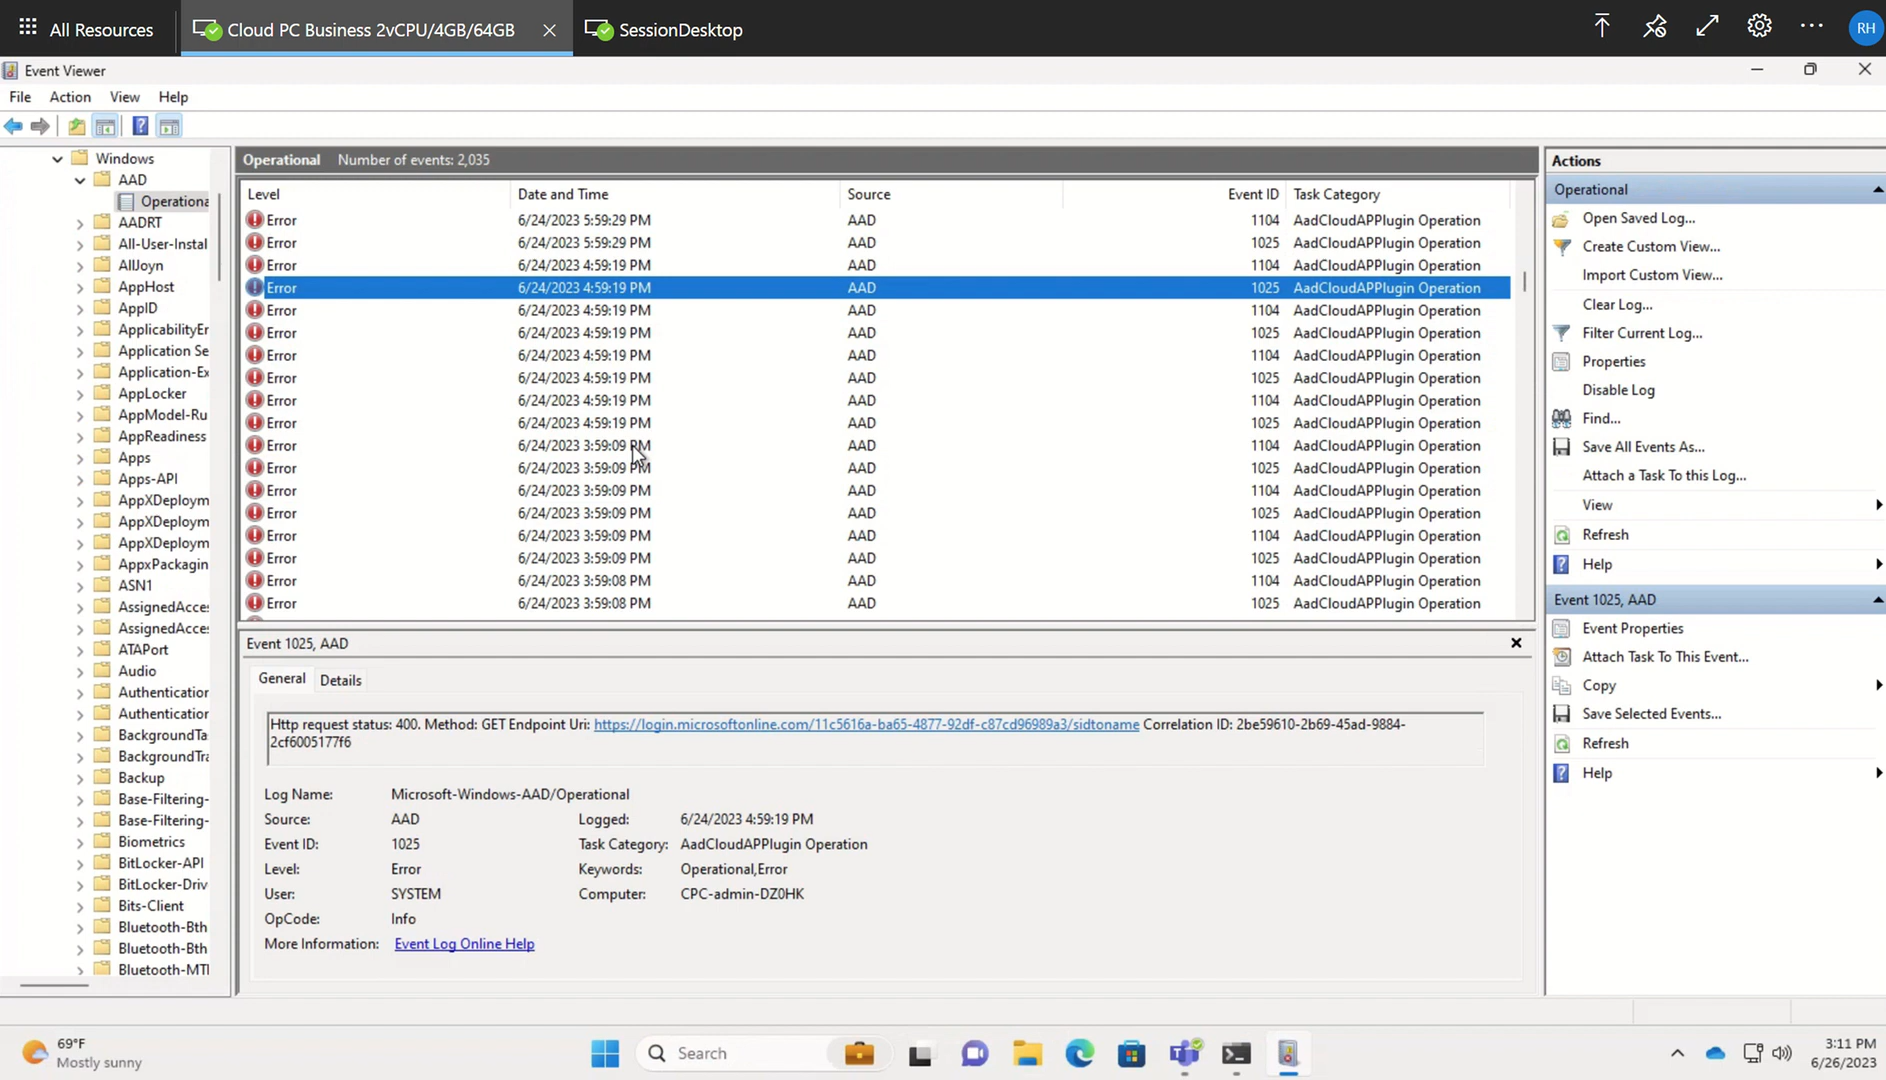 All Resources
Cloud PC Business 2vCPU/4GB/64GB
SessionDesktop
RH
Event Viewer
File Action View Help
Windows
AAD
Operationa
AADRT
All-User-Instal
AllJoyn
AppHost
AppID
ApplicabilityEr
Application Se
Application-Ex
AppLocker
AppModel-Ru
AppReadiness
Apps
Apps-API
AppXDeploym
AppXDeploym
AppXDeploym
AppxPackagin
ASN1
AssignedAcce
AssignedAcce
ATAPort
Audio
Authentication
Authentication
BackgroundTa
BackgroundTra
Backup
Base-Filtering-
Base-Filtering-
Biometrics
BitLocker-API
BitLocker-Driv
Bits-Client
Bluetooth-Bth
Bluetooth-Bth
Bluetooth-MTI
Operational Number of events: 2,035
Level Date and Time Source Event ID Task Category
Error 6/24/2023 5:59:29 PM AAD 1104 AadCloudAPPlugin Operation
Error 6/24/2023 5:59:29 PM AAD 1025 AadCloudAPPlugin Operation
Error 6/24/2023 4:59:19 PM AAD 1104 AadCloudAPPlugin Operation
Error 6/24/2023 4:59:19 PM AAD 1025 AadCloudAPPlugin Operation
Error 6/24/2023 4:59:19 PM AAD 1104 AadCloudAPPlugin Operation
Error 6/24/2023 4:59:19 PM AAD 1025 AadCloudAPPlugin Operation
Error 6/24/2023 4:59:19 PM AAD 1104 AadCloudAPPlugin Operation
Error 6/24/2023 4:59:19 PM AAD 1025 AadCloudAPPlugin Operation
Error 6/24/2023 4:59:19 PM AAD 1104 AadCloudAPPlugin Operation
Error 6/24/2023 4:59:19 PM AAD 1025 AadCloudAPPlugin Operation
Error 6/24/2023 3:59:09 PM AAD 1104 AadCloudAPPlugin Operation
Error 6/24/2023 3:59:09 PM AAD 1025 AadCloudAPPlugin Operation
Error 6/24/2023 3:59:09 PM AAD 1104 AadCloudAPPlugin Operation
Error 6/24/2023 3:59:09 PM AAD 1025 AadCloudAPPlugin Operation
Error 6/24/2023 3:59:09 PM AAD 1104 AadCloudAPPlugin Operation
Error 6/24/2023 3:59:09 PM AAD 1025 AadCloudAPPlugin Operation
Error 6/24/2023 3:59:08 PM AAD 1104 AadCloudAPPlugin Operation
Error 6/24/2023 3:59:08 PM AAD 1025 AadCloudAPPlugin Operation
Event 1025, AAD
General Details
Http request status: 400. Method: GET Endpoint Uri: https://login.microsoftonline.com/11c5616a-ba65-4877-92df-c87cd96989a3/sidtoname Correlation ID: 2be59610-2b69-45ad-9884-
2cf6005177f6
Log Name: Microsoft-Windows-AAD/Operational
Source: AAD Logged: 6/24/2023 4:59:19 PM
Event ID: 1025 Task Category: AadCloudAPPlugin Operation
Level: Error Keywords: Operational,Error
User: SYSTEM Computer: CPC-admin-DZ0HK
OpCode: Info
More Information: Event Log Online Help
Actions
Operational
Open Saved Log...
Create Custom View...
Import Custom View...
Clear Log...
Filter Current Log...
Properties
Disable Log
Find...
Save All Events As...
Attach a Task To this Log...
View
Refresh
Help
Event 1025, AAD
Event Properties
Attach Task To This Event...
Copy
Save Selected Events...
Refresh
Help
69°F
Mostly sunny
Search
3:11 PM
6/26/2023